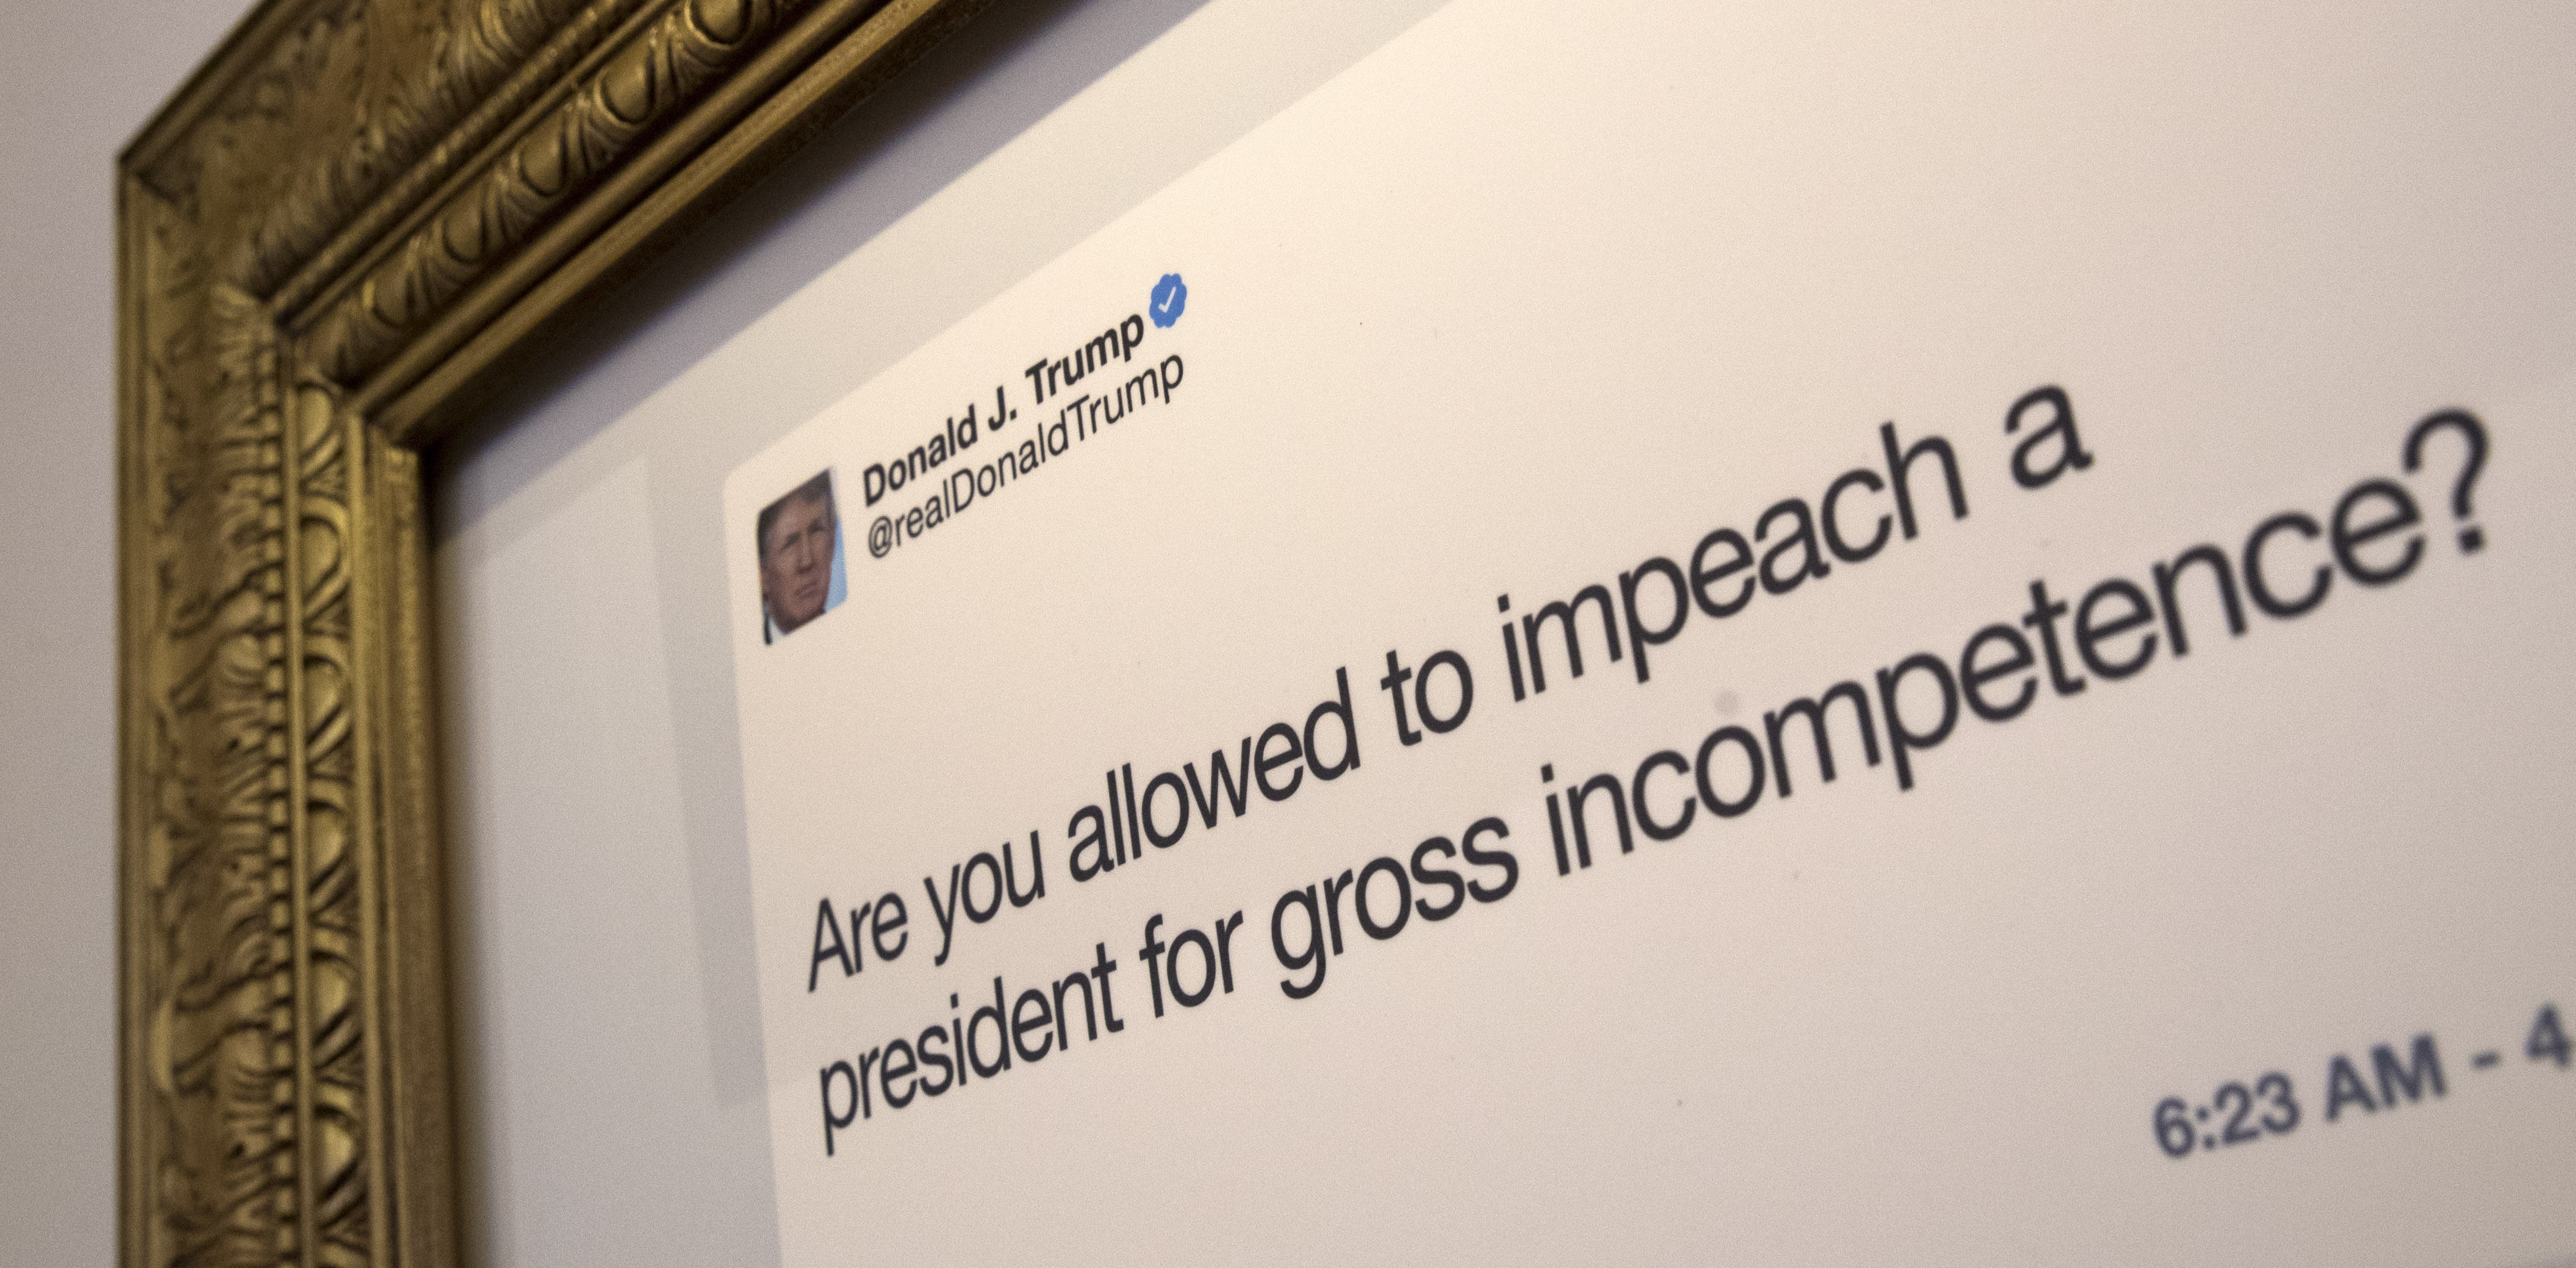 Donald J. Trump
@realDonaldTrump
Are you allowed to impeach a
president for gross incompetence?
6:23 AM - 4